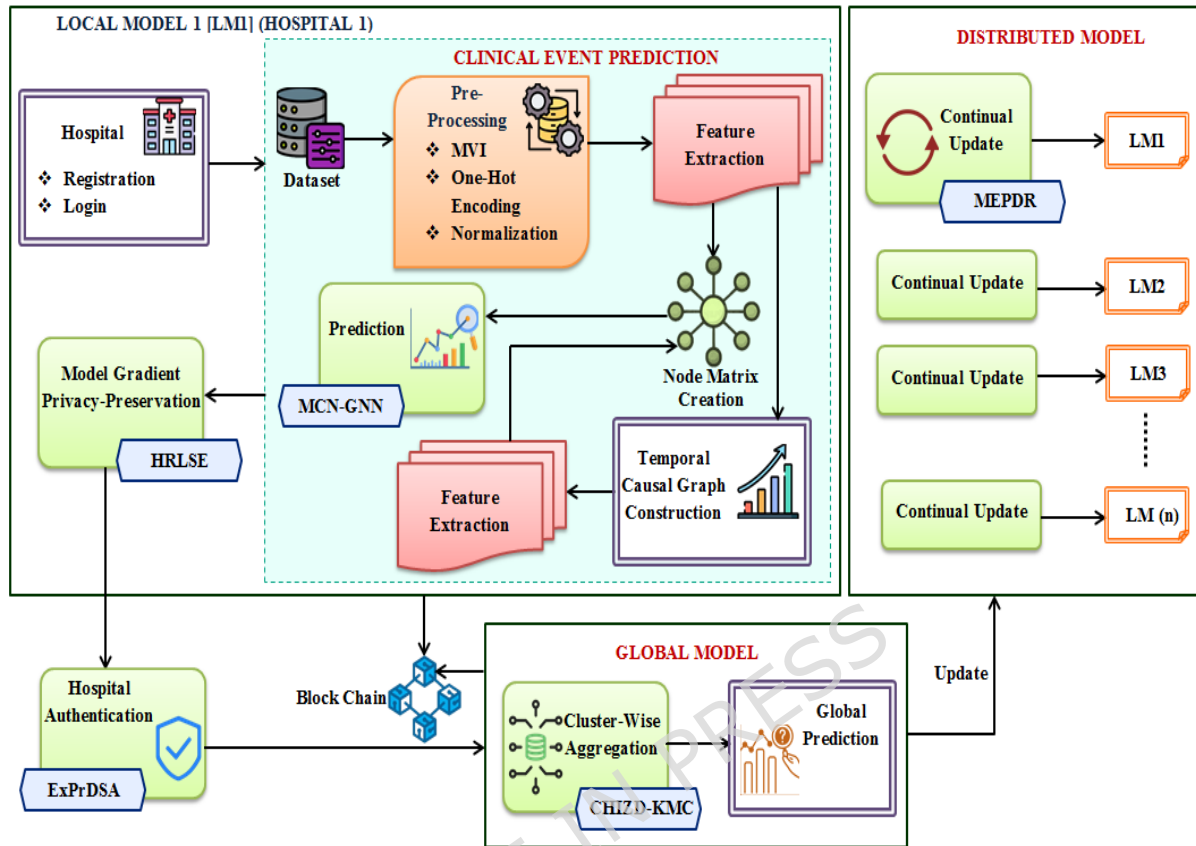 LOCAL MODEL 1 [LM1] (HOSPITAL 1)
CLINICAL EVENT PREDICTION
Hospital
❖ Registration
❖ Login
Dataset
Pre-
Processing
❖ MVI
❖ One-Hot
Encoding
❖ Normalization
Feature
Extraction
Node Matrix
Creation
Prediction
MCN-GNN
Model Gradient
Privacy-Preservation
HRLSE
Temporal
Causal Graph
Construction
Feature
Extraction
DISTRIBUTED MODEL
Continual
Update
MEPDR
LM1
Continual Update
LM2
Continual Update
LM3
Continual Update
LM (n)
Hospital
Authentication
ExPrDSA
Block Chain
GLOBAL MODEL
Cluster-Wise
Aggregation
CHIZD-KMC
Global
Prediction
Update
IN PRESS